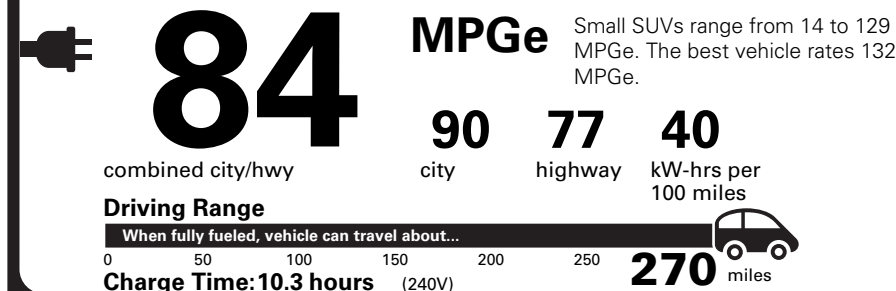 84
MPGe
Small SUVs range from 14 to 129
MPGe. The best vehicle rates 132
MPGe.
90 77 40
combined city/hwy city highway kW-hrs per
100 miles
Driving Range
When fully fueled, vehicle can travel about...
0 50 100 150 200 250 270 miles
Charge Time: 10.3 hours (240V)